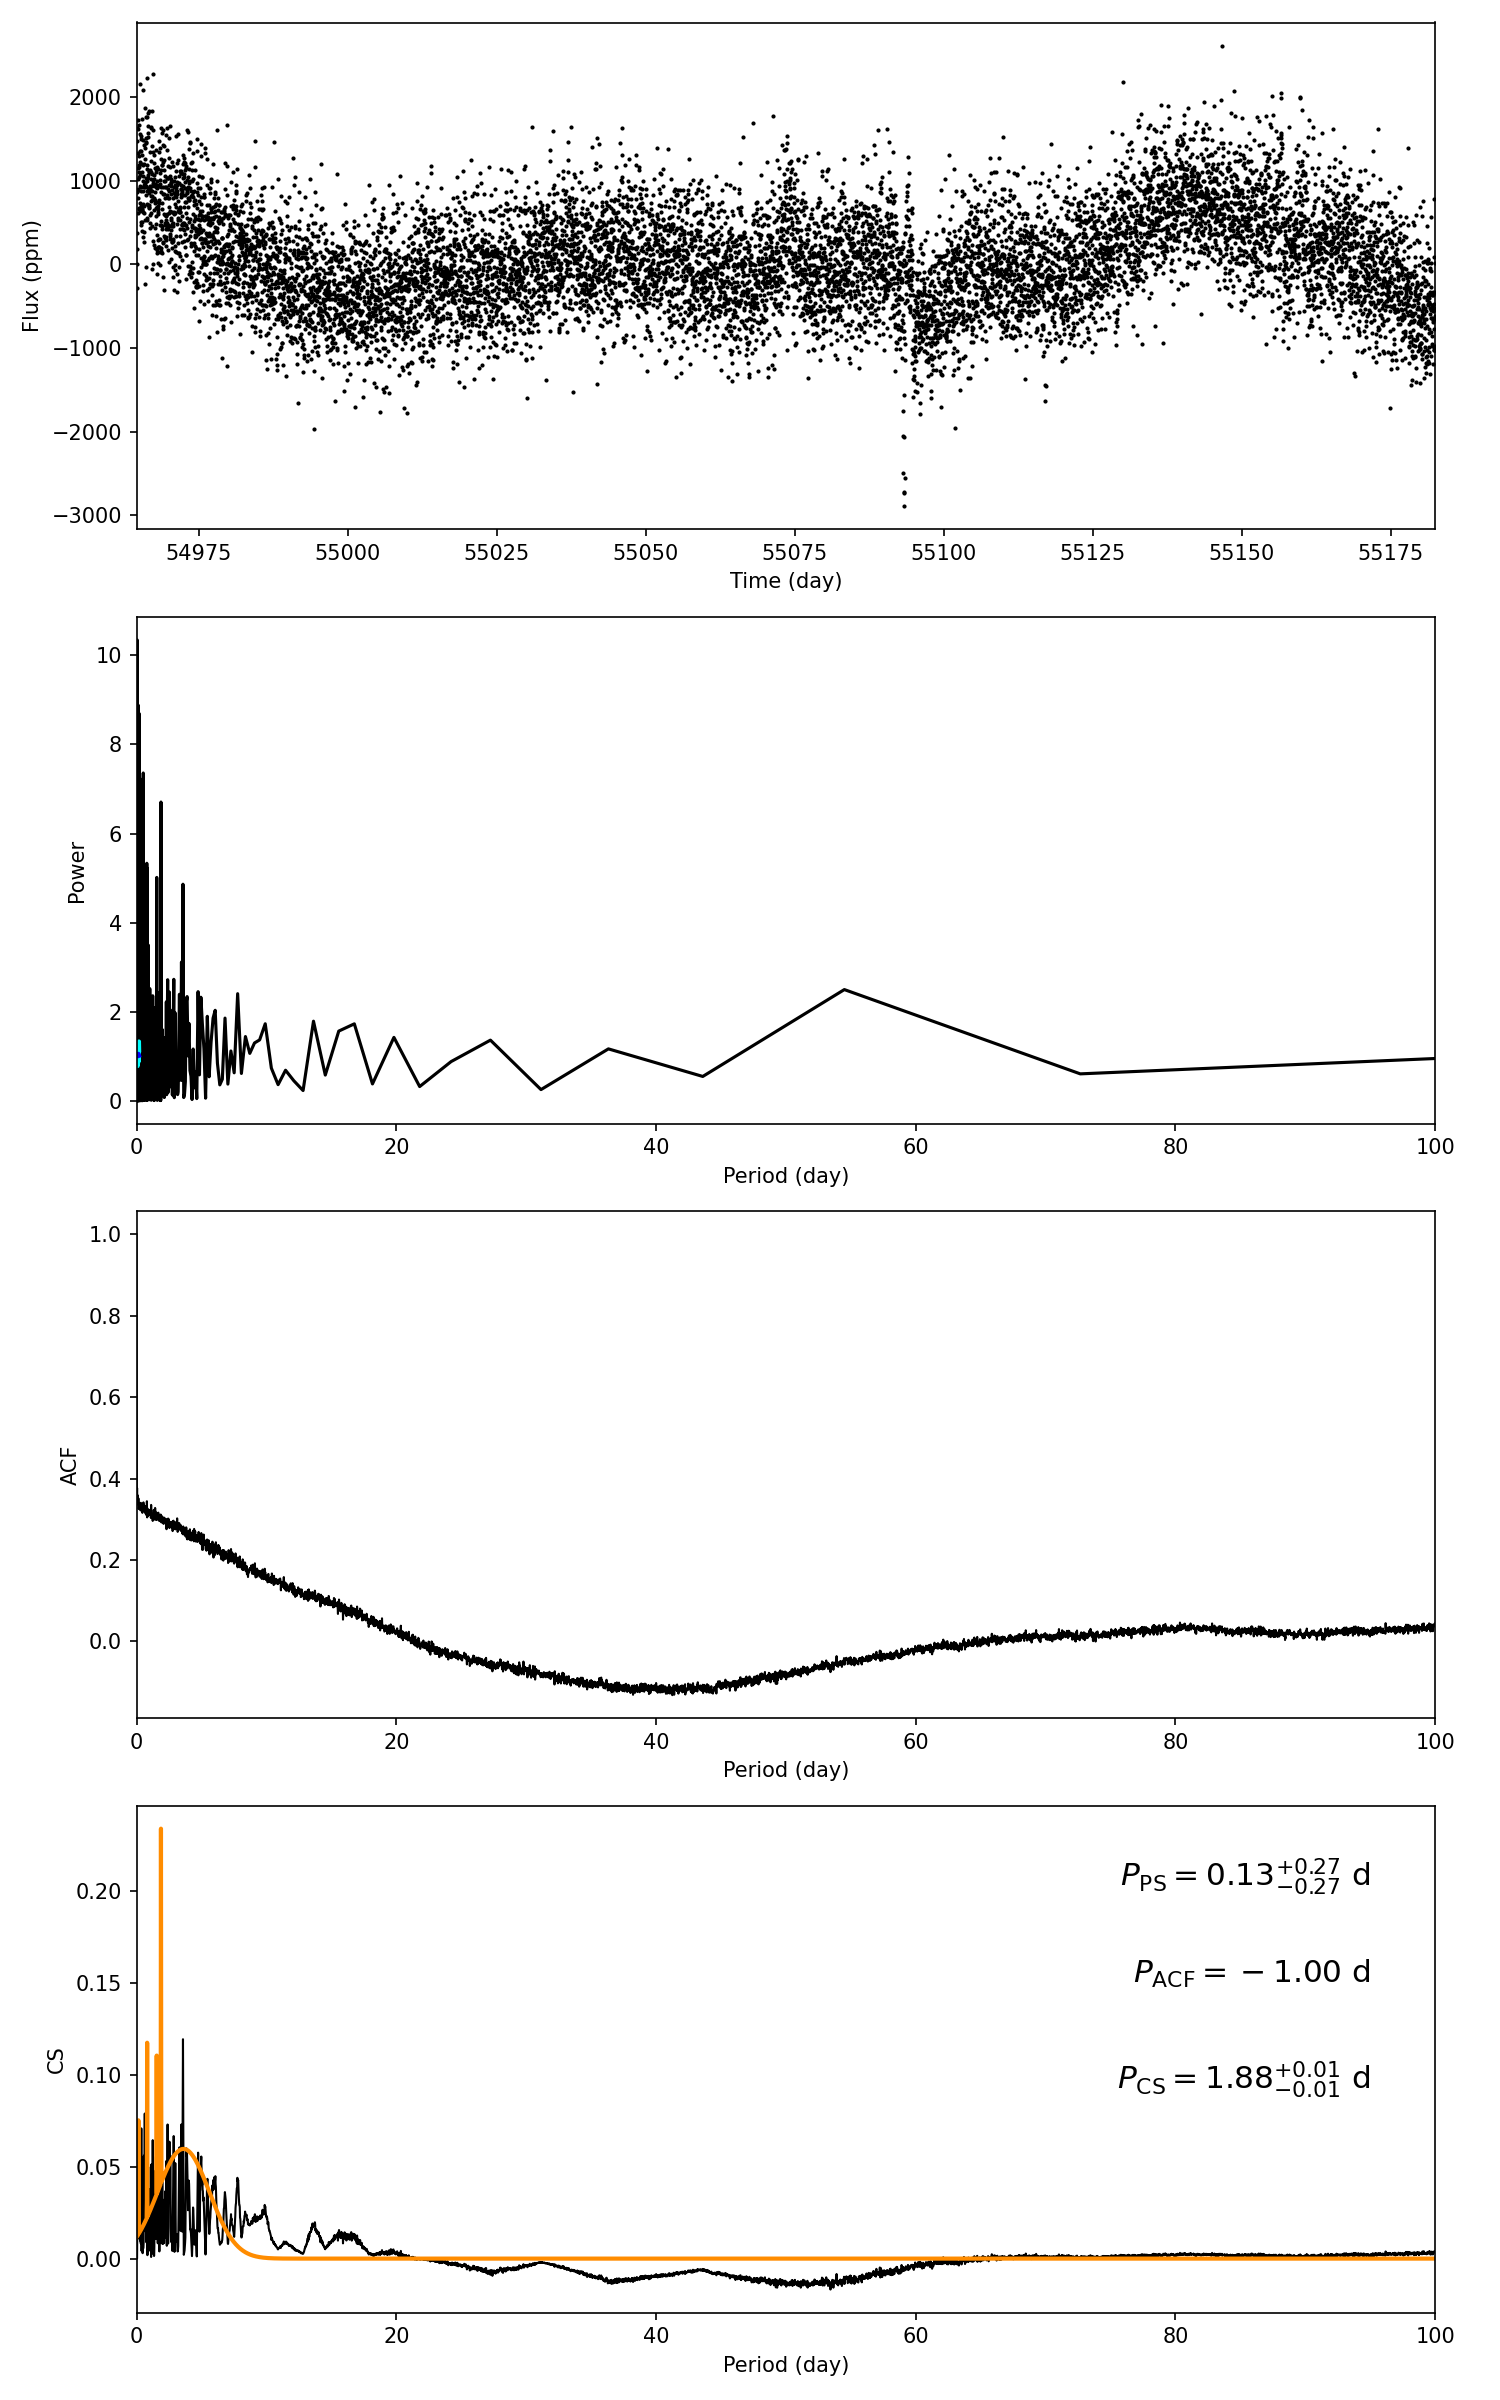 2000
1000
0
−1000
−2000
−3000
Flux (ppm)
54975 55000 55025 55050 55075 55100 55125 55150 55175
Time (day)
10
8
6
4
2
0
Power
0 20 40 60 80 100
Period (day)
1.0
0.8
0.6
0.4
0.2
0.0
ACF
0 20 40 60 80 100
Period (day)
0.20
0.15
0.10
0.05
0.00
CS
P_PS = 0.13 +0.27 −0.27 d
P_ACF = −1.00 d
P_CS = 1.88 +0.01 −0.01 d
0 20 40 60 80 100
Period (day)